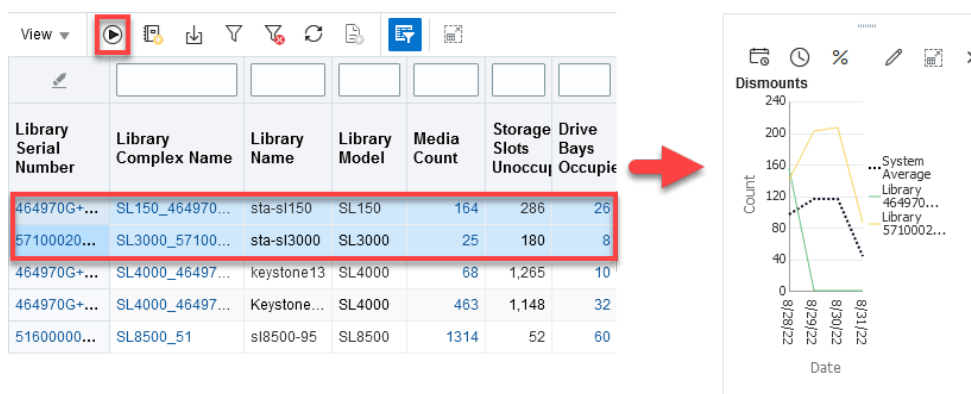 View
Library Serial Number
Library Complex Name
Library Name
Library Model
Media Count
Storage Slots Unoccu
Drive Bays Occupie
464970G+... SL150_464970... sta-sl150 SL150 164 286 26
57100020... SL3000_57100... sta-sl3000 SL3000 25 180 8
464970G+... SL4000_46497... keystone13 SL4000 68 1,265 10
464970G+... SL4000_46497... Keystone... SL4000 463 1,148 32
51600000... SL8500_51 sl8500-95 SL8500 1314 52 60
%
Dismounts
240
200
160
120
80
40
0
Count
8/28/22
8/29/22
8/30/22
8/31/22
Date
System
Average
Library
464970...
Library
5710002...